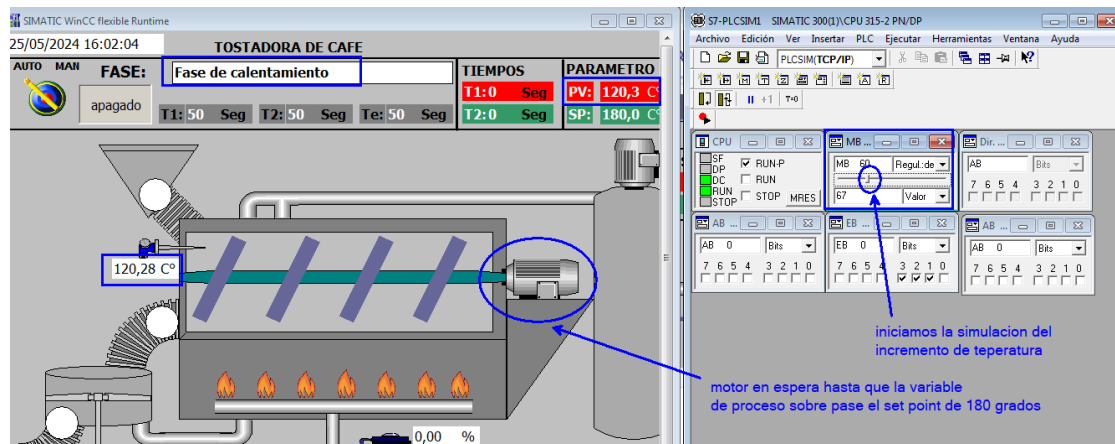 SIMATIC WinCC flexible Runtime
25/05/2024 16:02:04
TOSTADORA DE CAFE
AUTO MAN
FASE:
Fase de calentamiento
apagado
T1: 50 Seg T2: 50 Seg Te: 50 Seg
TIEMPOS
T1:0 Seg
T2:0 Seg
PARAMETRO
PV: 120,3 Cº
SP: 180,0 Cº
120,28 Cº
0,00 %
S7-PLCSIM1 SIMATIC 300(1)\CPU 315-2 PN/DP
Archivo Edición Ver Insertar PLC Ejecutar Herramientas Ventana Ayuda
PLCSIM(TCP/IP)
+1 T=0
CPU
SF
DP
DC
RUN
STOP
RUN-P
RUN
STOP MRES
MB ...
MB 60 Regul.:de
67 Valor
Dir. ...
AB Bits
7 6 5 4 3 2 1 0
AB ...
AB 0 Bits
7 6 5 4 3 2 1 0
EB ...
EB 0 Bits
7 6 5 4 3 2 1 0
AB ...
AB 0 Bits
7 6 5 4 3 2 1 0
iniciamos la simulacion del
incremento de teperatura
motor en espera hasta que la variable
de proceso sobre pase el set point de 180 grados